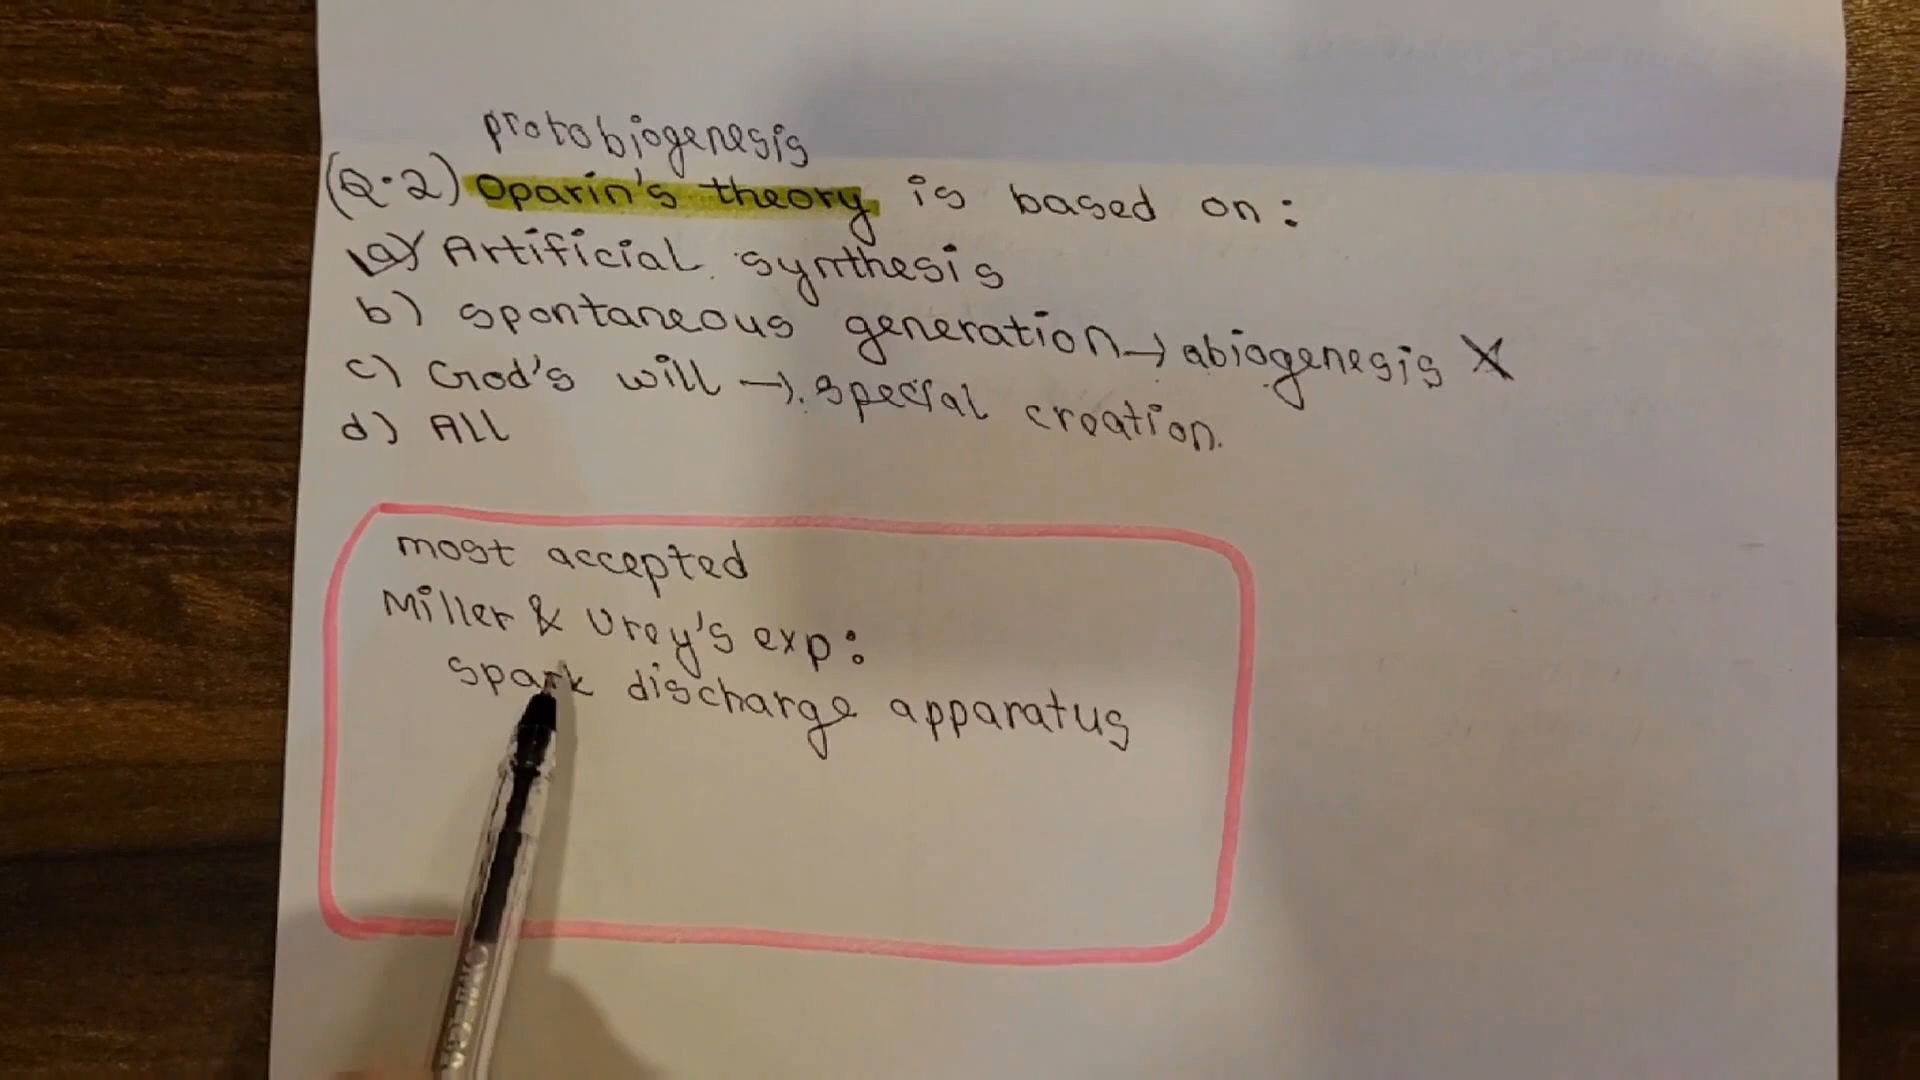 protobiogenesis
(Q.2) Oparin's theory is based on:
a) Artificial synthesis
b) spontaneous generation → abiogenesis X
c) God's will → special creation.
d) All
most accepted
Miller & Urey's exp:
spark discharge apparatus